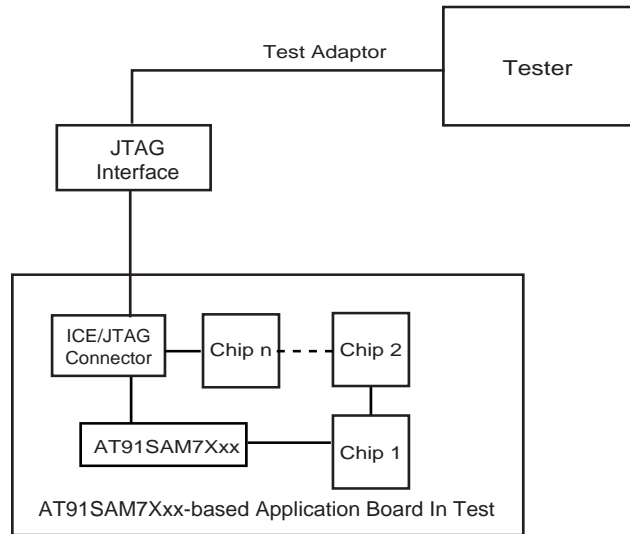 Test Adaptor
Tester
JTAG
Interface
ICE/JTAG
Connector
Chip n
Chip 2
AT91SAM7Xxx
Chip 1
AT91SAM7Xxx-based Application Board In Test